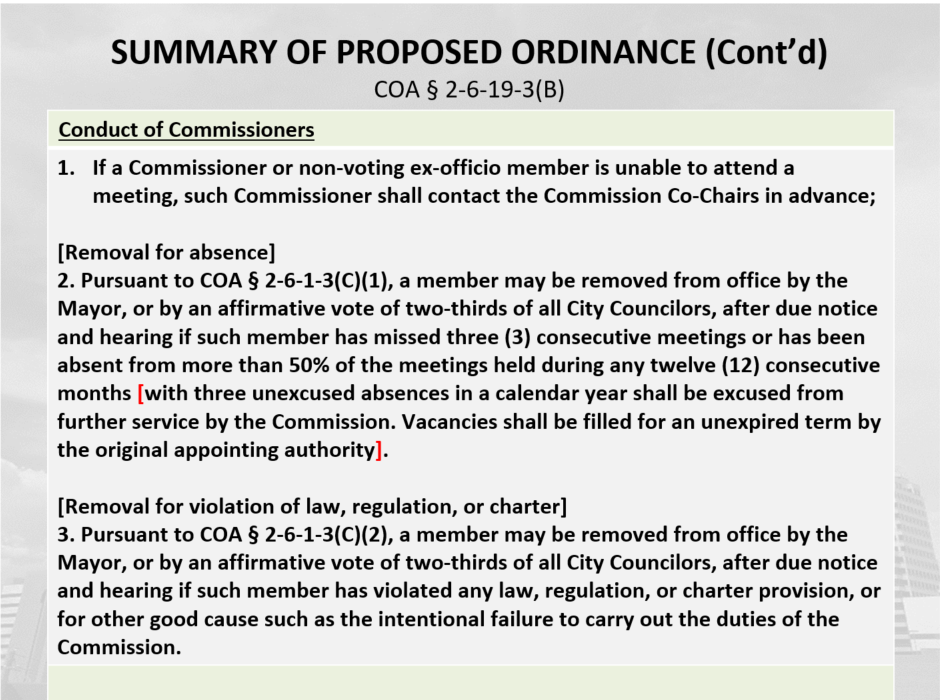 SUMMARY OF PROPOSED ORDINANCE (Cont’d)
COA § 2-6-19-3(B)
Conduct of Commissioners
1. If a Commissioner or non-voting ex-officio member is unable to attend a
meeting, such Commissioner shall contact the Commission Co-Chairs in advance;
[Removal for absence]
2. Pursuant to COA § 2-6-1-3(C)(1), a member may be removed from office by the
Mayor, or by an affirmative vote of two-thirds of all City Councilors, after due notice
and hearing if such member has missed three (3) consecutive meetings or has been
absent from more than 50% of the meetings held during any twelve (12) consecutive
months [with three unexcused absences in a calendar year shall be excused from
further service by the Commission. Vacancies shall be filled for an unexpired term by
the original appointing authority].
[Removal for violation of law, regulation, or charter]
3. Pursuant to COA § 2-6-1-3(C)(2), a member may be removed from office by the
Mayor, or by an affirmative vote of two-thirds of all City Councilors, after due notice
and hearing if such member has violated any law, regulation, or charter provision, or
for other good cause such as the intentional failure to carry out the duties of the
Commission.